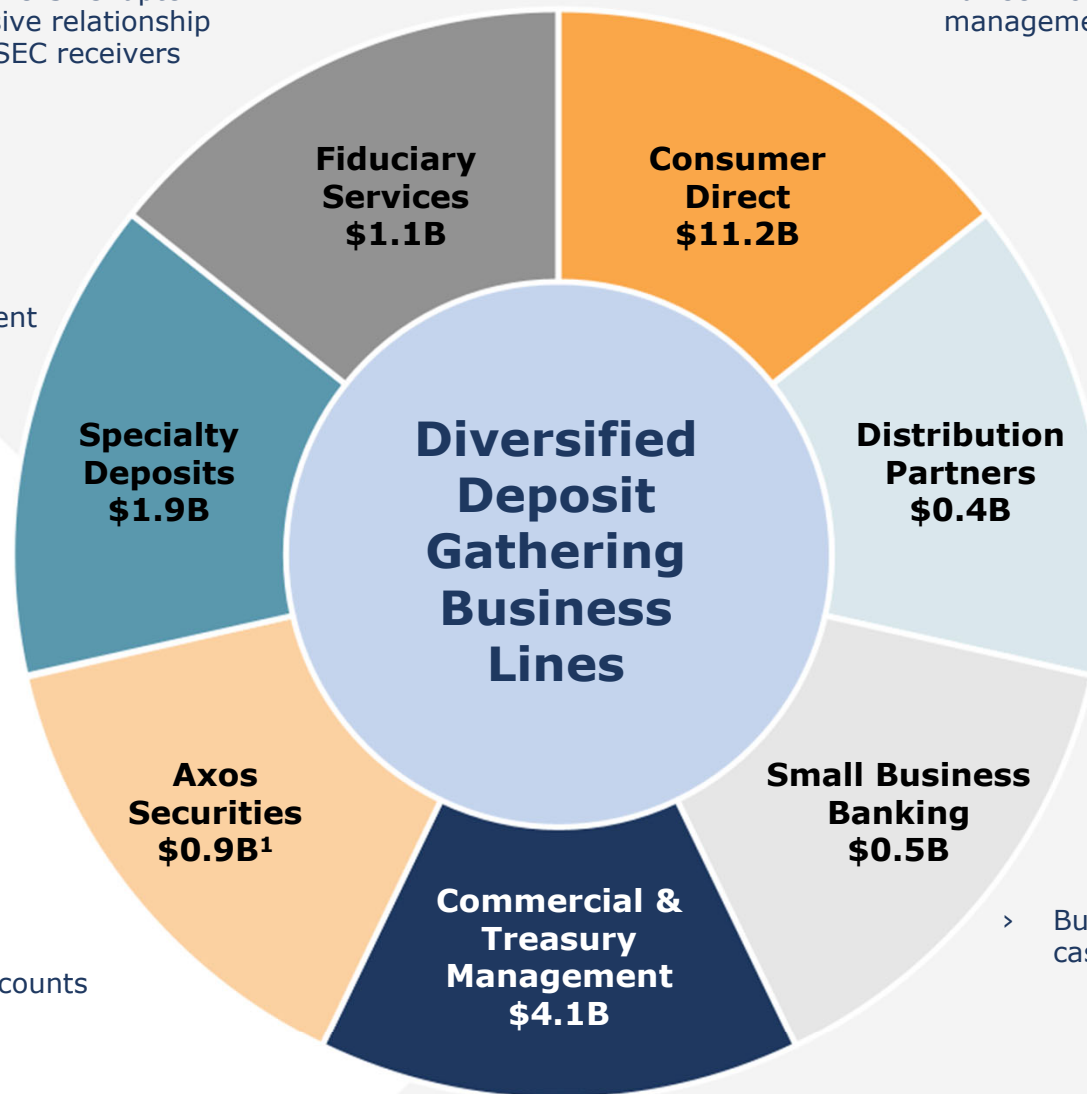 sive relationship
SEC receivers
manageme
Fiduciary
Services
$1.1B
Consumer
Direct
$11.2B
ent
Specialty
Deposits
$1.9B
Diversified
Deposit
Gathering
Business
Lines
Distribution
Partners
$0.4B
Axos
Securities
$0.9B¹
Small Business
Banking
$0.5B
Commercial &
Treasury
Management
$4.1B
› Bu
cas
counts